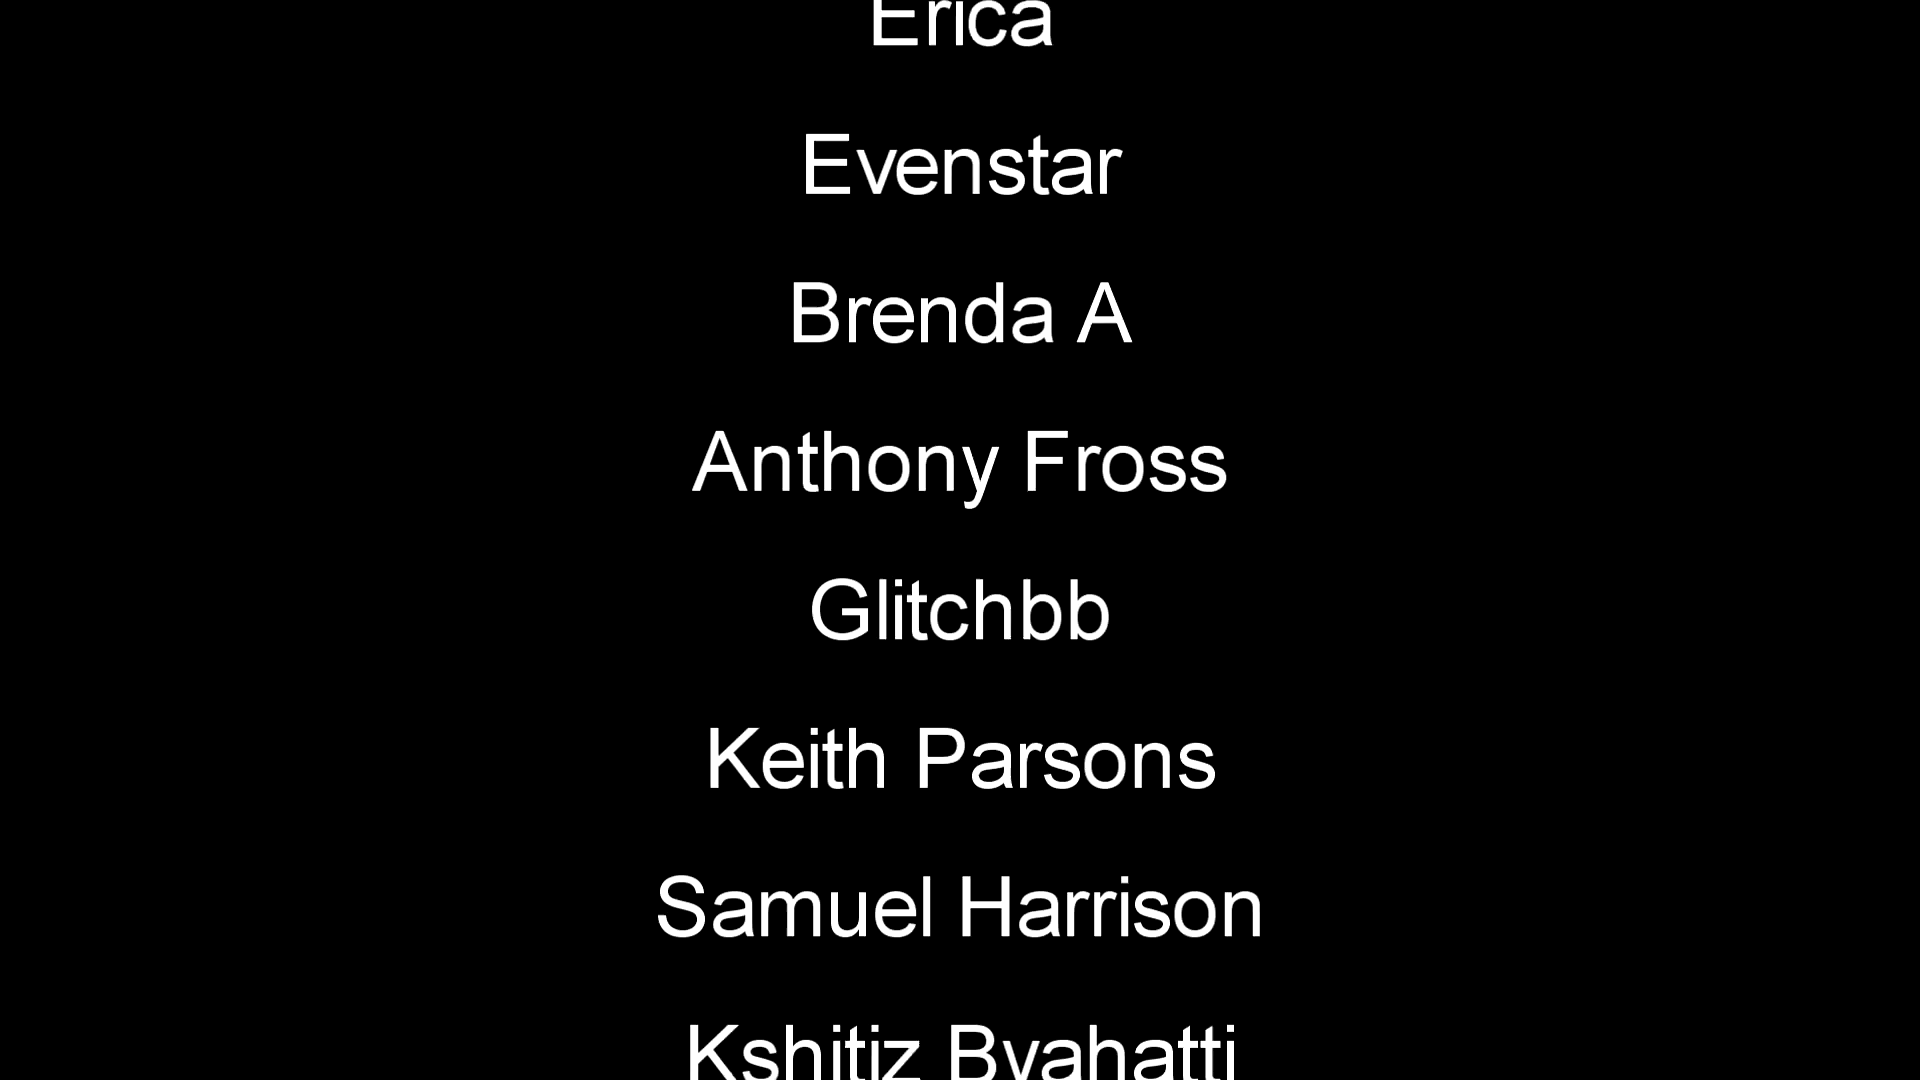 Erica
Evenstar
Brenda A
Anthony Fross
Glitchbb
Keith Parsons
Samuel Harrison
Kshitiz Byahatti